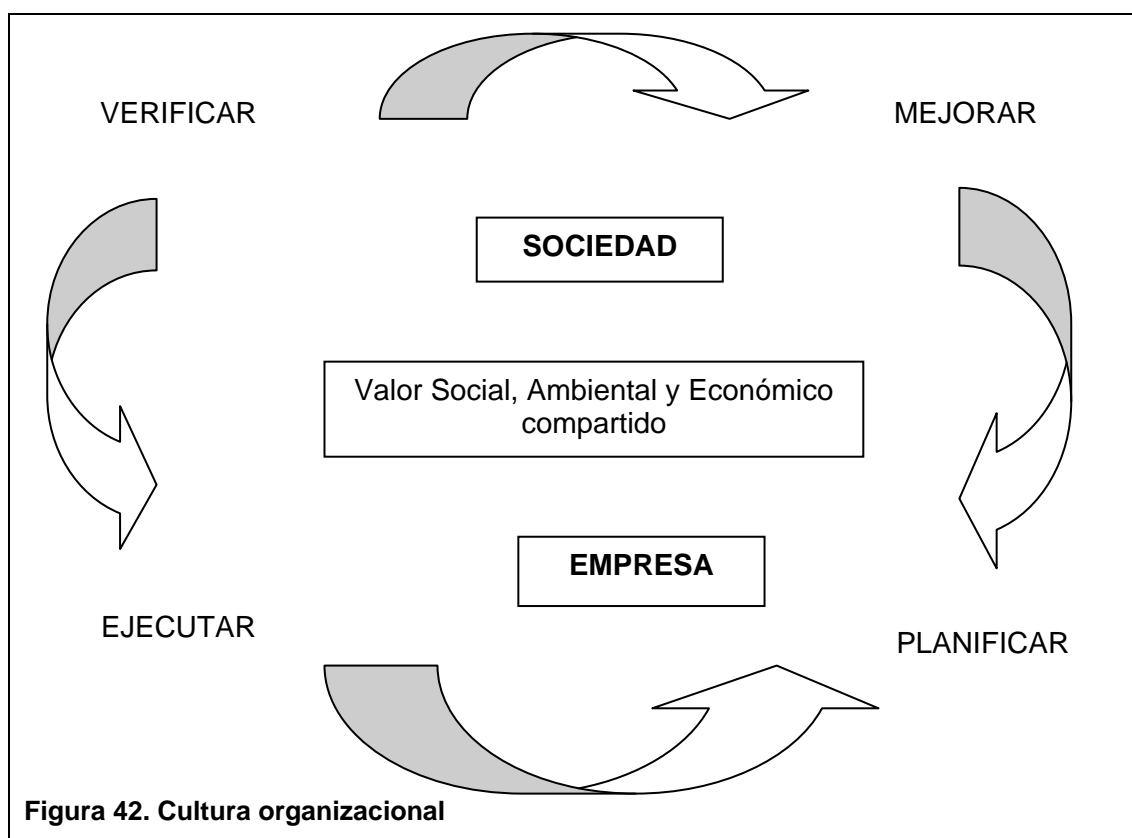 VERIFICAR
MEJORAR
SOCIEDAD
Valor Social, Ambiental y Económico
compartido
EMPRESA
EJECUTAR
PLANIFICAR
Figura 42. Cultura organizacional